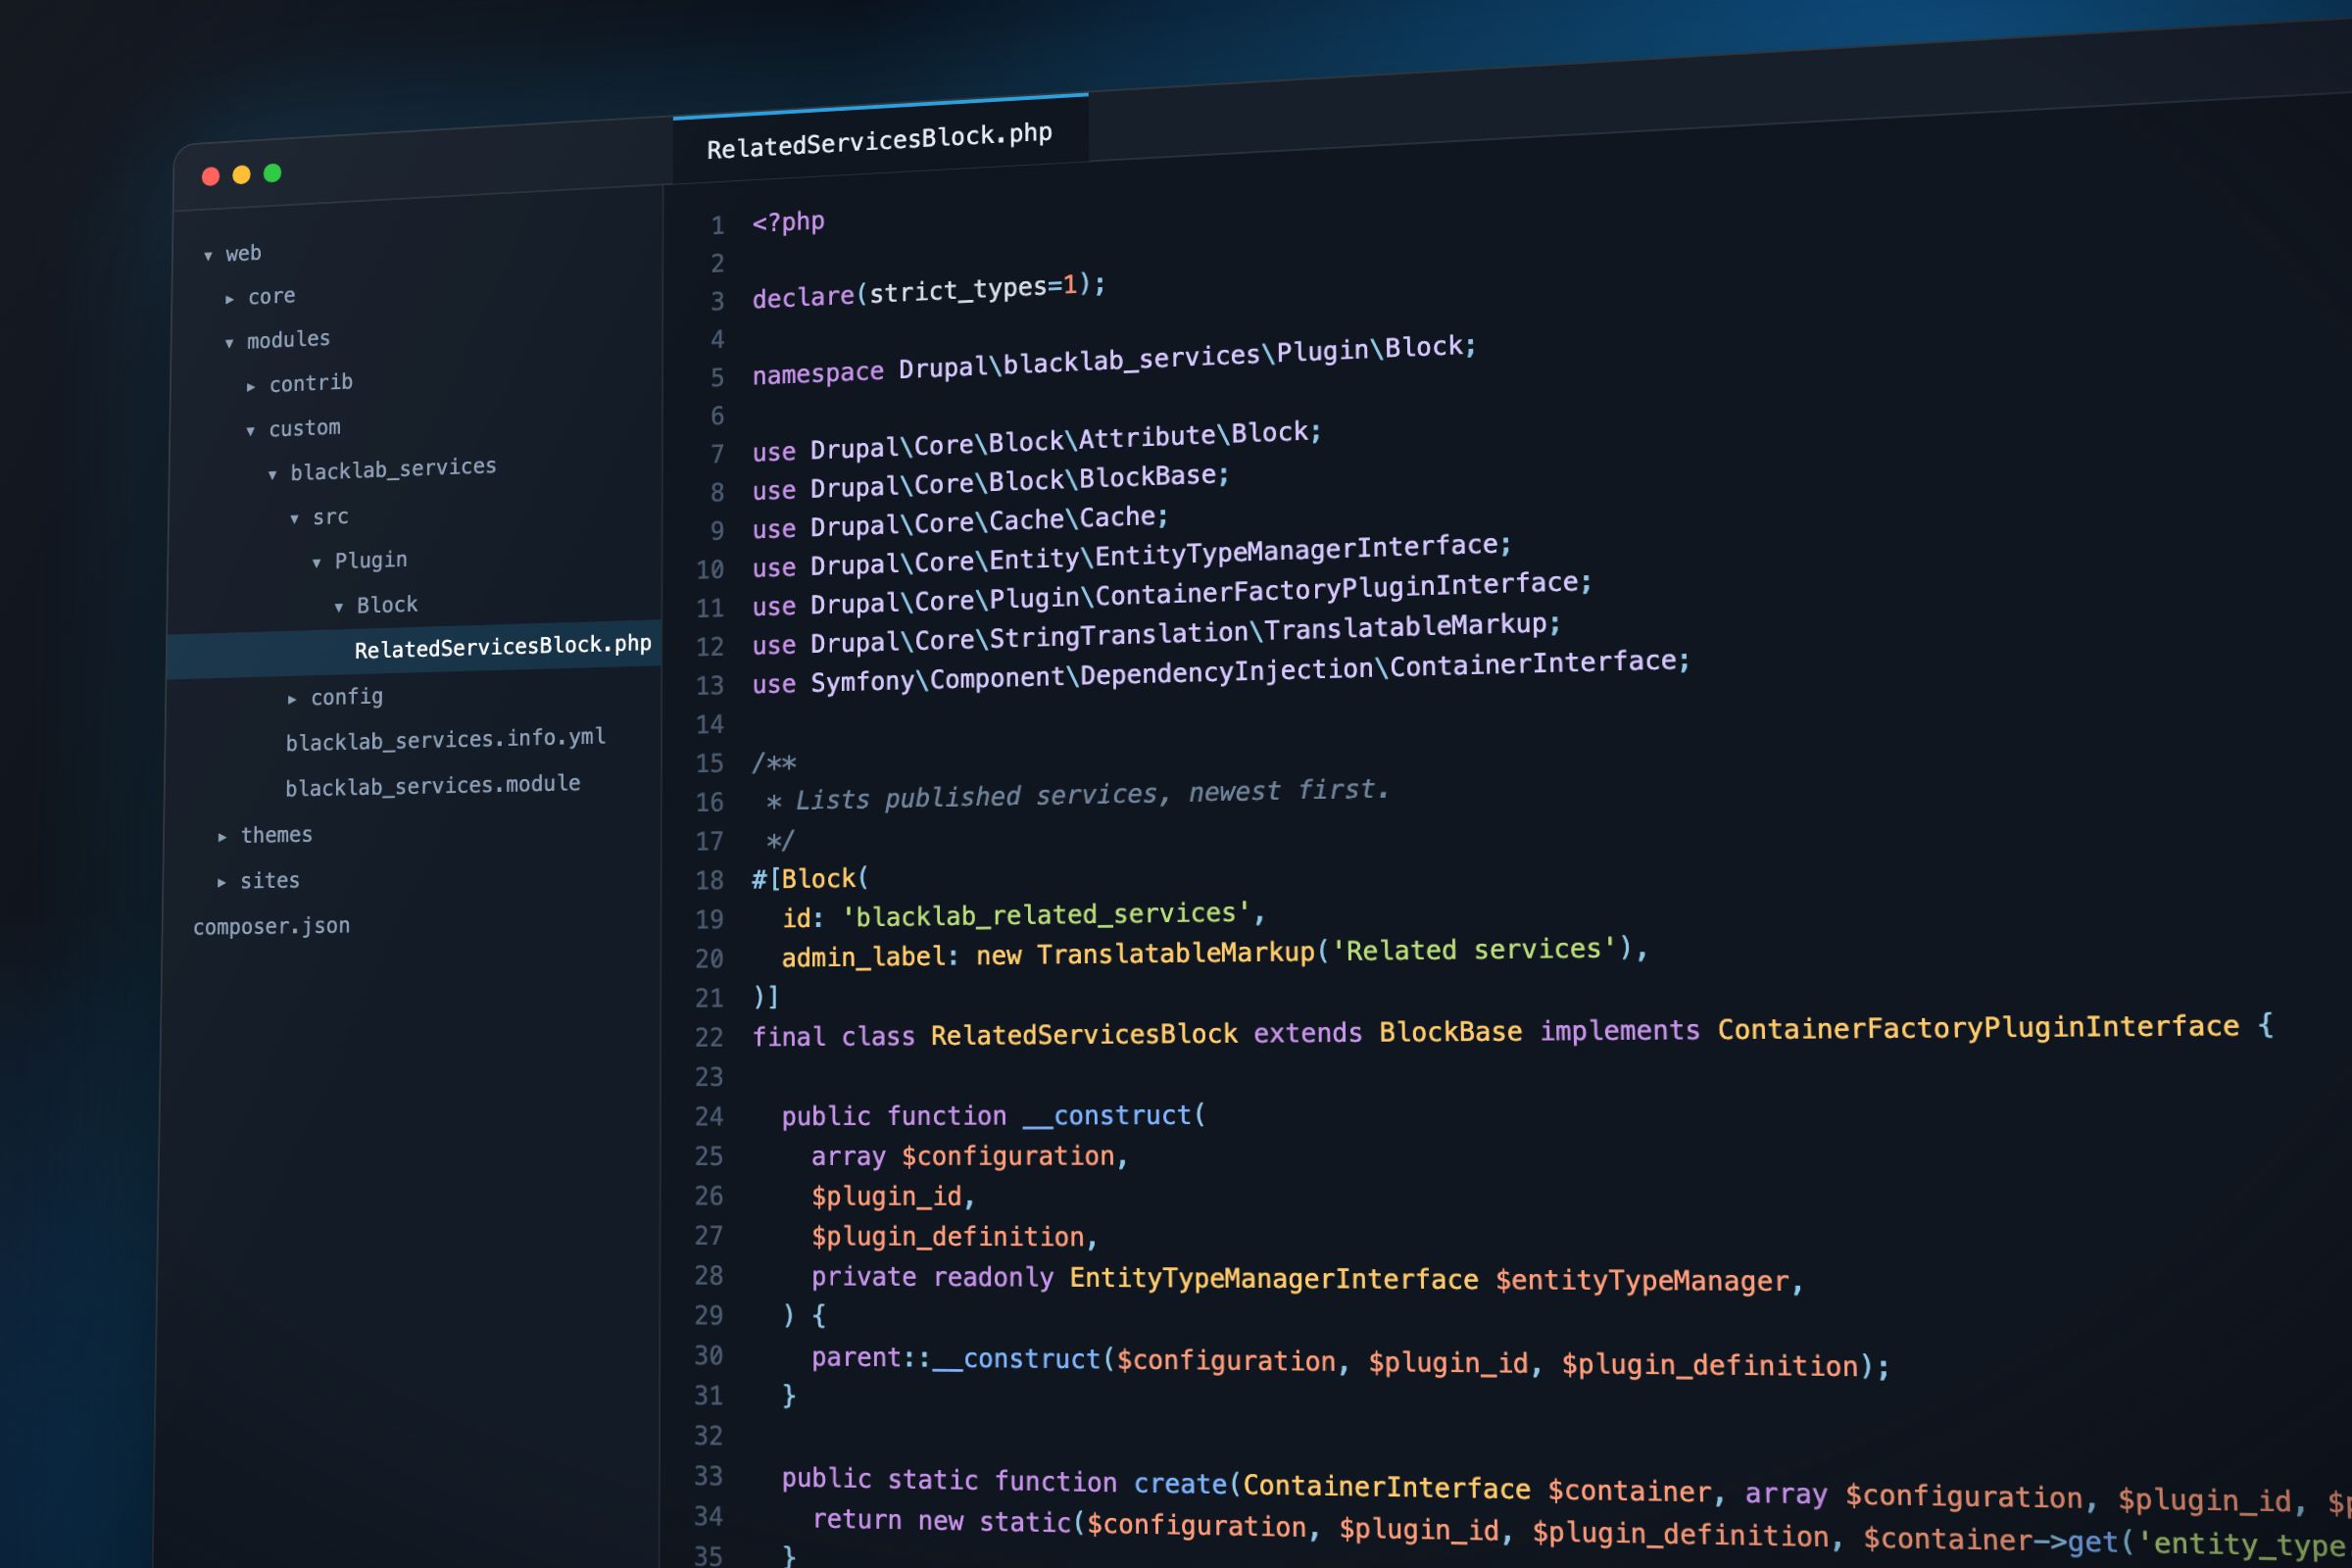 RelatedServicesBlock.php
web
core
modules
contrib
custom
blacklab_services
src
Plugin
Block
RelatedServicesBlock.php
config
blacklab_services.info.yml
blacklab_services.module
themes
sites
composer.json
1 <?php
2
3 declare(strict_types=1);
4
5 namespace Drupal\blacklab_services\Plugin\Block;
6
7 use Drupal\Core\Block\Attribute\Block;
8 use Drupal\Core\Block\BlockBase;
9 use Drupal\Core\Cache\Cache;
10 use Drupal\Core\Entity\EntityTypeManagerInterface;
11 use Drupal\Core\Plugin\ContainerFactoryPluginInterface;
12 use Drupal\Core\StringTranslation\TranslatableMarkup;
13 use Symfony\Component\DependencyInjection\ContainerInterface;
14
15 /**
16  * Lists published services, newest first.
17  */
18 #[Block(
19   id: 'blacklab_related_services',
20   admin_label: new TranslatableMarkup('Related services'),
21 )]
22 final class RelatedServicesBlock extends BlockBase implements ContainerFactoryPluginInterface {
23
24   public function __construct(
25     array $configuration,
26     $plugin_id,
27     $plugin_definition,
28     private readonly EntityTypeManagerInterface $entityTypeManager,
29   ) {
30     parent::__construct($configuration, $plugin_id, $plugin_definition);
31   }
32
33   public static function create(ContainerInterface $container, array $configuration, $plugin_id, $p
34     return new static($configuration, $plugin_id, $plugin_definition, $container->get('entity_type
35   }